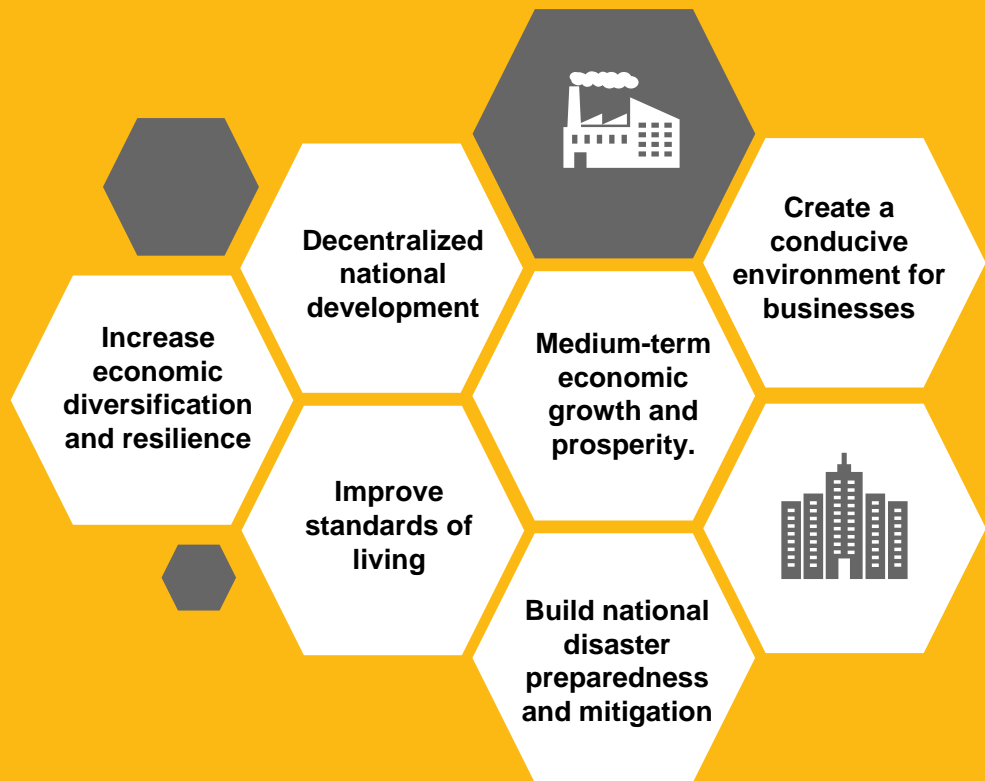 Decentralized
national
development
Create a
conducive
environment for
businesses
Increase
economic
diversification
and resilience
Medium-term
economic
growth and
prosperity.
Improve
standards of
living
Build national
disaster
preparedness
and mitigation